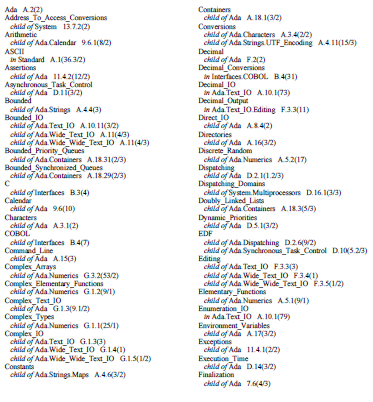 Ada A.2(2)
Address_To_Access_Conversions
child of System 13.7.2(2)
Arithmetic
child of Ada.Calendar 9.6.1(8/2)
ASCII
in Standard A.1(36.3/2)
Assertions
child of Ada 11.4.2(12/2)
Asynchronous_Task_Control
child of Ada D.11(3/2)
Bounded
child of Ada.Strings A.4.4(3)
Bounded_IO
child of Ada.Text_IO A.10.11(3/2)
child of Ada.Wide_Text_IO A.11(4/3)
child of Ada.Wide_Wide_Text_IO A.11(4/3)
Bounded_Priority_Queues
child of Ada.Containers A.18.31(2/3)
Bounded_Synchronized_Queues
child of Ada.Containers A.18.29(2/3)
C
child of Interfaces B.3(4)
Calendar
child of Ada 9.6(10)
Characters
child of Ada A.3.1(2)
COBOL
child of Interfaces B.4(7)
Command_Line
child of Ada A.15(3)
Complex_Arrays
child of Ada.Numerics G.3.2(53/2)
Complex_Elementary_Functions
child of Ada.Numerics G.1.2(9/1)
Complex_Text_IO
child of Ada G.1.3(9.1/2)
Complex_Types
child of Ada.Numerics G.1.1(25/1)
Complex_IO
child of Ada.Text_IO G.1.3(3)
child of Ada.Wide_Text_IO G.1.4(1)
child of Ada.Wide_Wide_Text_IO G.1.5(1/2)
Constants
child of Ada.Strings.Maps A.4.6(3/2)
Containers
child of Ada A.18.1(3/2)
Conversions
child of Ada.Characters A.3.4(2/2)
child of Ada.Strings.UTF_Encoding A.4.11(15/3)
Decimal
child of Ada F.2(2)
Decimal_Conversions
in Interfaces.COBOL B.4(31)
Decimal_IO
in Ada.Text_IO A.10.1(73)
Decimal_Output
in Ada.Text_IO.Editing F.3.3(11)
Direct_IO
child of Ada A.8.4(2)
Directories
child of Ada A.16(3/2)
Discrete_Random
child of Ada.Numerics A.5.2(17)
Dispatching
child of Ada D.2.1(1.2/3)
Dispatching_Domains
child of System.Multiprocessors D.16.1(3/3)
Doubly_Linked_Lists
child of Ada.Containers A.18.3(5/3)
Dynamic_Priorities
child of Ada D.5.1(3/2)
EDF
child of Ada.Dispatching D.2.6(9/2)
child of Ada.Synchronous_Task_Control D.10(5.2/3)
Editing
child of Ada.Text_IO F.3.3(3)
child of Ada.Wide_Text_IO F.3.4(1)
child of Ada.Wide_Wide_Text_IO F.3.5(1/2)
Elementary_Functions
child of Ada.Numerics A.5.1(9/1)
Enumeration_IO
in Ada.Text_IO A.10.1(79)
Environment_Variables
child of Ada A.17(3/2)
Exceptions
child of Ada 11.4.1(2/2)
Execution_Time
child of Ada D.14(3/2)
Finalization
child of Ada 7.6(4/3)